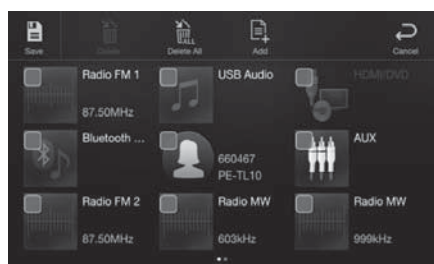 Save
Delete
ALL
Delete All
Add
Cancel
Radio FM 1
87.50MHz
USB Audio
HDMI/DVD
Bluetooth ...
660467
PE-TL10
AUX
Radio FM 2
87.50MHz
Radio MW
603kHz
Radio MW
999kHz